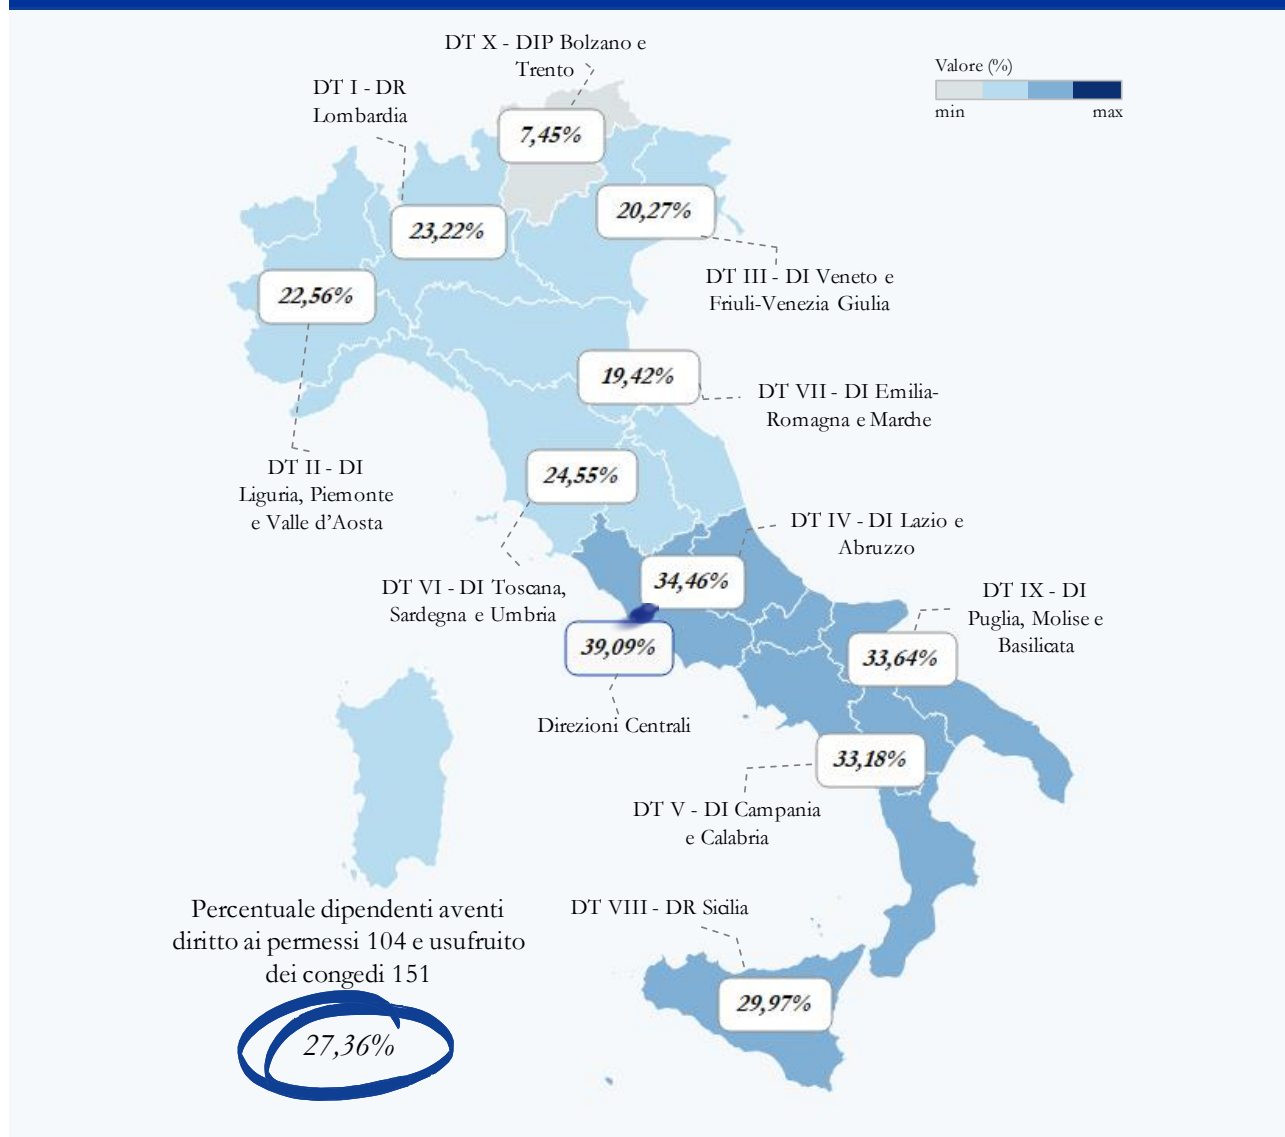 DT X - DIP Bolzano e
Trento
Valore (%)
min
max
DT I - DR
Lombardia
7,45%
20,27%
23,22%
DT III - DI Veneto e
Friuli-Venezia Giulia
22,56%
19,42%
DT VII - DI Emilia-
Romagna e Marche
DT II - DI
Liguria, Piemonte
e Valle d’Aosta
24,55%
DT IV - DI Lazio e
Abruzzo
DT VI - DI Toscana,
Sardegna e Umbria
34,46%
DT IX - DI
Puglia, Molise e
Basilicata
39,09%
33,64%
Direzioni Centrali
33,18%
DT V - DI Campania
e Calabria
Percentuale dipendenti aventi
diritto ai permessi 104 e usufruito
dei congedi 151
27,36%
DT VIII - DR Sicilia
29,97%